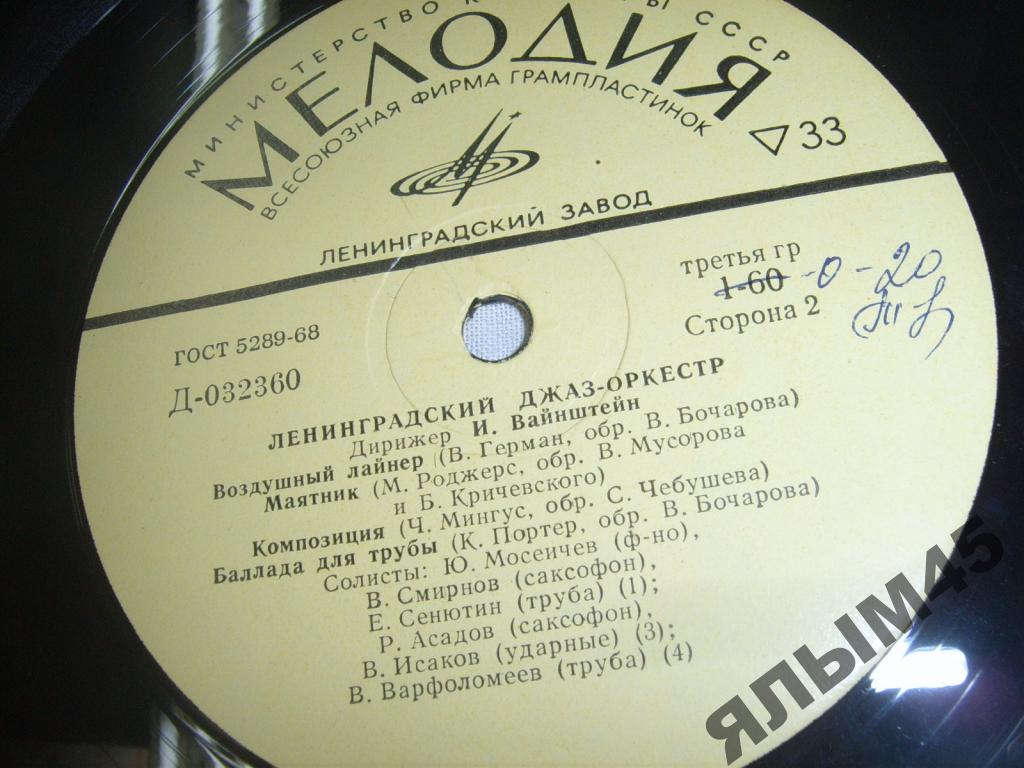 МИНИСТЕРСТВО СССР
МЕЛОДИЯ
ВСЕСОЮЗНАЯ ФИРМА ГРАМПЛАСТИНОК
33
ЛЕНИНГРАДСКИЙ ЗАВОД
третья гр
1-60 0-20
ГОСТ 5289-68
Сторона 2
Д-032360
ЛЕНИНГРАДСКИЙ ДЖАЗ-ОРКЕСТР
Дирижер И. Вайнштейн
Воздушный лайнер (В. Герман, обр. В. Бочарова)
Маятник (М. Роджерс, обр. В. Мусорова
и Б. Кричевского)
Композиция (Ч. Мингус, обр. С. Чебушева)
Баллада для трубы (К. Портер, обр. В. Бочарова)
Солисты: Ю. Мосеичев (ф-но),
В. Смирнов (саксофон),
Е. Сенютин (труба) (1);
Р. Асадов (саксофон),
В. Исаков (ударные) (3);
В. Варфоломеев (труба) (4)
ЯЛЫМ45